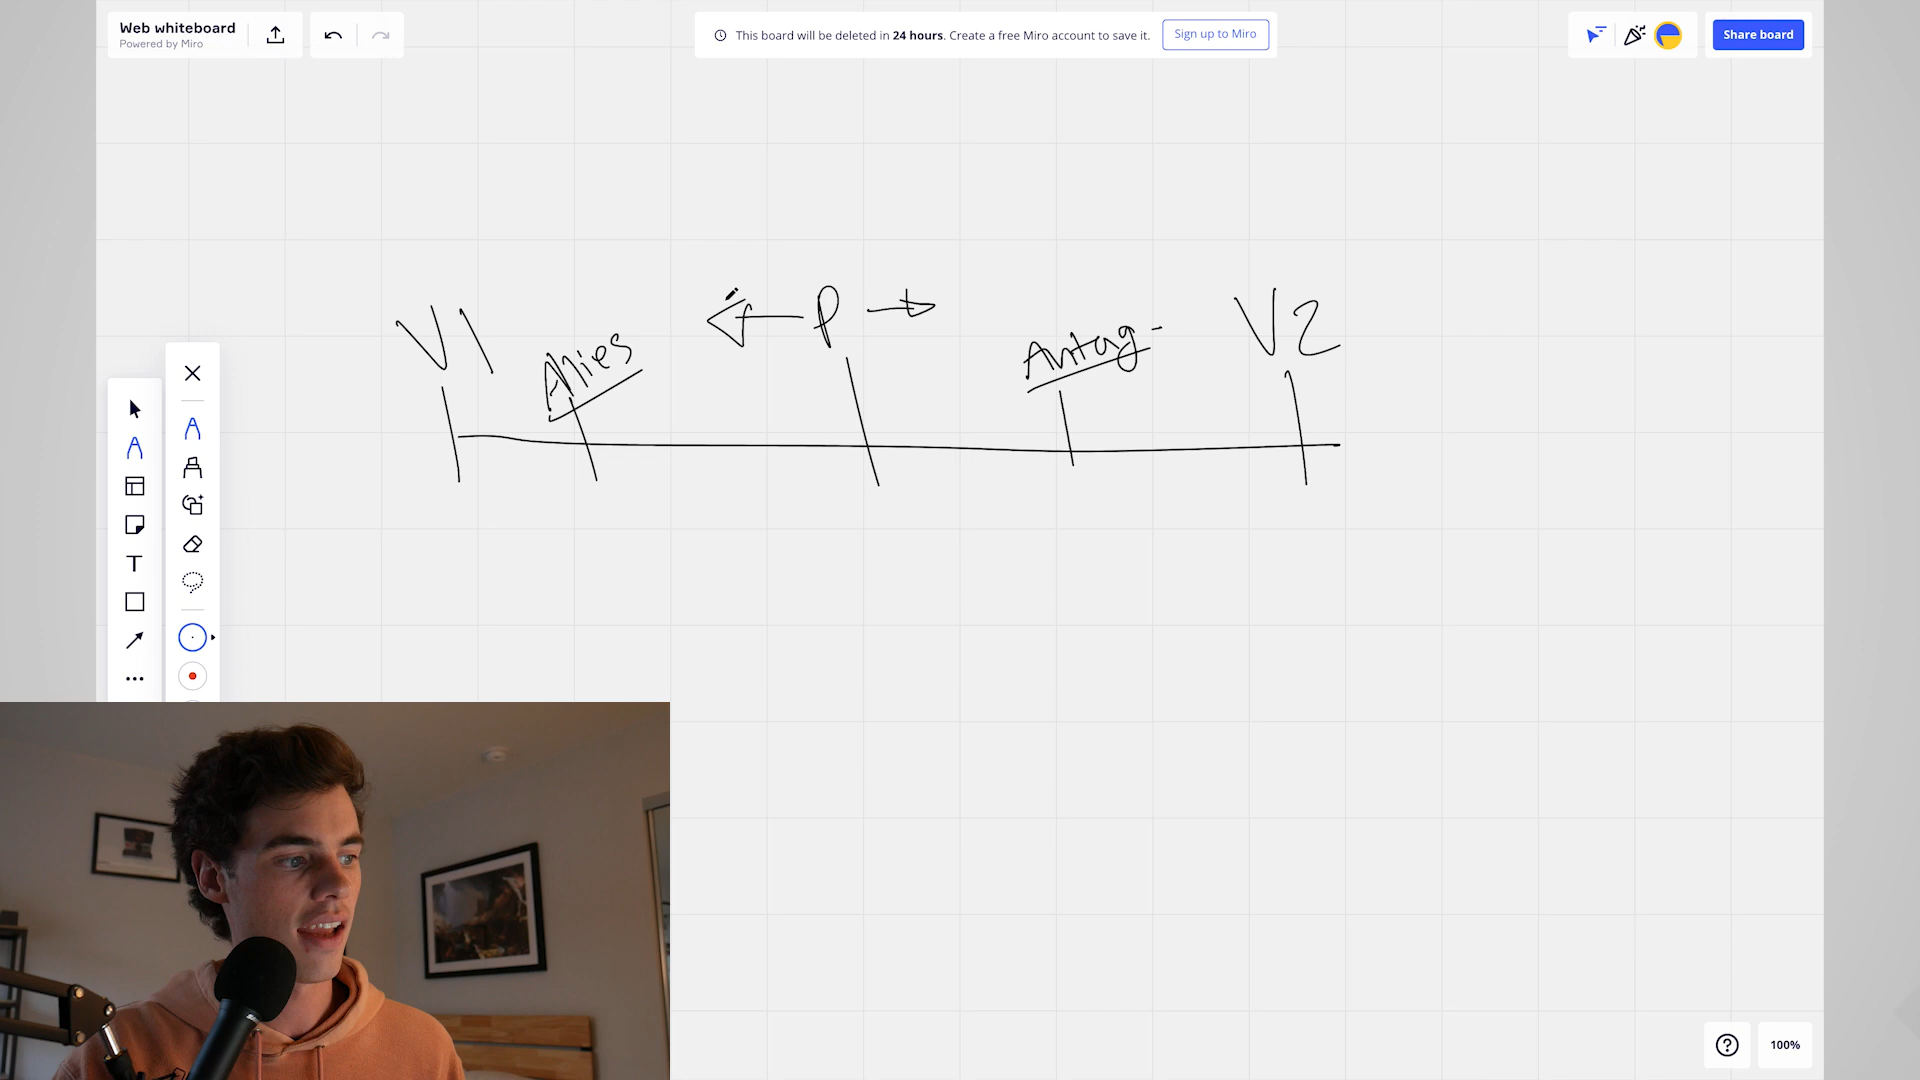 Web whiteboard
Powered by Miro
This board will be deleted in 24 hours. Create a free Miro account to save it.
Sign up to Miro
Share board
V1
Allies
P
Antag-
V2
T
100%